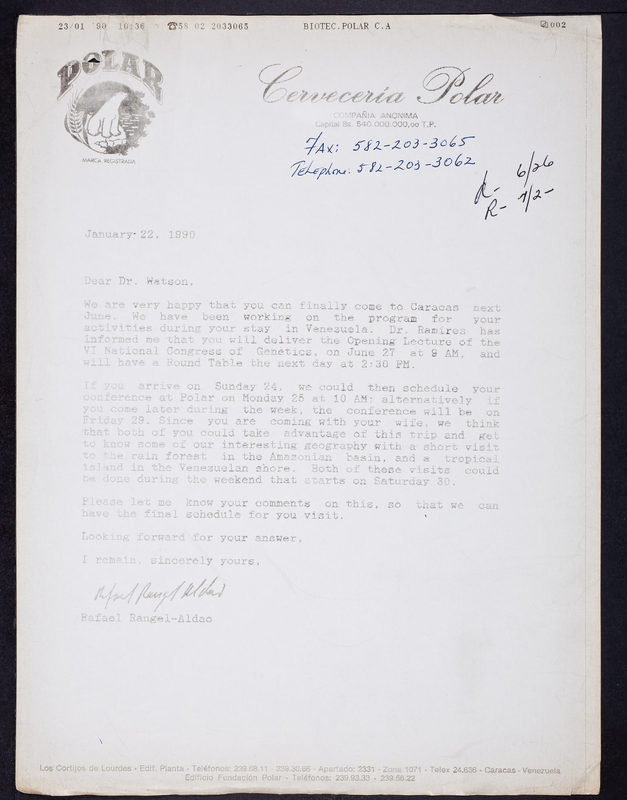 23/01 '90 10:36 ☎58 02 2033065 BIOTEC.POLAR C.A 002
POLAR
MARCA REGISTRADA
Cervecería Polar
COMPAÑIA ANONIMA
Capital Bs. 540.000.000,oo T.P.
FAX: 582-203-3065
Telephone: 582-203-3062
R- 6/26
R- 7/2-
January 22, 1990
Dear Dr. Watson,
We are very happy that you can finally come to Caracas next
June. We have been working on the program for your
activities during your stay in Venezuela. Dr. Ramirez has
informed me that you will deliver the Opening Lecture of the
VI National Congress of Genetics, on June 27 at 9 AM, and
will have a Round Table the next day at 2:30 PM.
If you arrive on Sunday 24, we could then schedule your
conference at Polar on Monday 25 at 10 AM; alternatively if
you come later during the week, the conference will be on
Friday 29. Since you are coming with your wife, we think
that both of you could take advantage of this trip and get
to know some of our interesting geography with a short visit
to the rain forest in the Amazonian basin, and a tropical
island in the Venezuelan shore. Both of these visits could
be done during the weekend that starts on Saturday 30.
Please let me know your comments on this, so that we can
have the final schedule for you visit.
Looking forward for your answer,
I remain, sincerely yours,
Rafael Rangel Aldao
Rafael Rangel-Aldao
Los Cortijos de Lourdes - Edif. Planta - Teléfonos: 239.68.11 - 239.36.66 - Apartado: 2331 - Zona 1071 - Telex 24.636 - Caracas - Venezuela
Edificio Fundación Polar - Teléfonos: 239.93.33 - 239.56.22